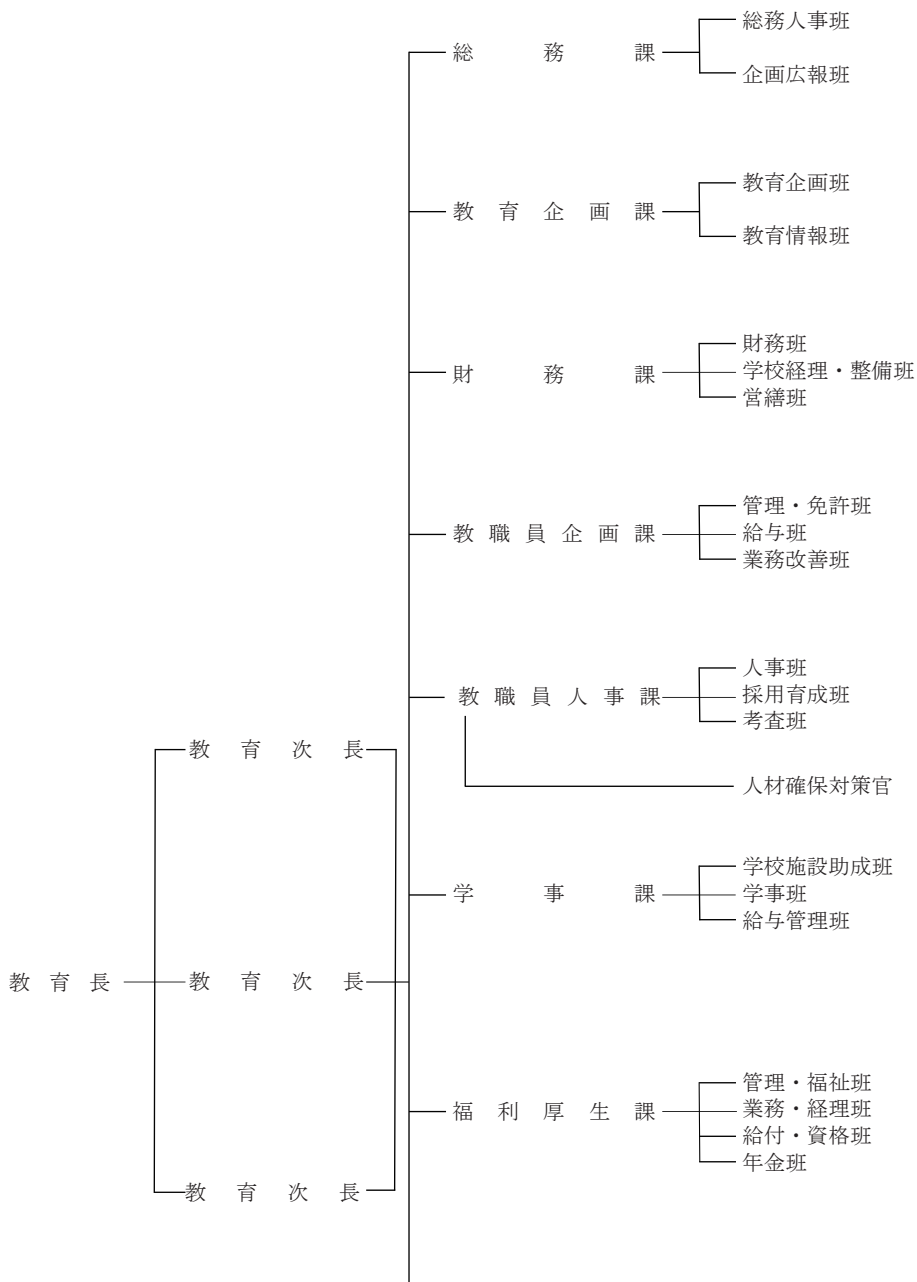 総務課
総務人事班
企画広報班
教育企画課
教育企画班
教育情報班
財務課
財務班
学校経理・整備班
営繕班
教職員企画課
管理・免許班
給与班
業務改善班
教職員人事課
人事班
採用育成班
考査班
人材確保対策官
教育次長
学事課
学校施設助成班
学事班
給与管理班
教育長
教育次長
福利厚生課
管理・福祉班
業務・経理班
給付・資格班
年金班
教育次長